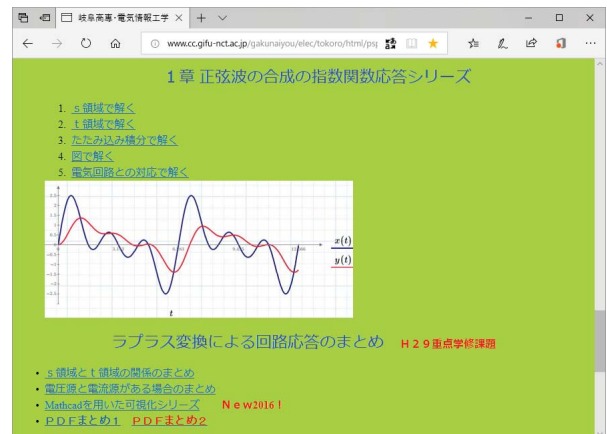 岐阜高専・電気情報工学
www.cc.gifu-nct.ac.jp/gakunaiyou/elec/tokoro/html/psp
1章 正弦波の合成の指数関数応答シリーズ
1. s領域で解く
2. t領域で解く
3. たたみ込み積分で解く
4. 図で解く
5. 電気回路との対応で解く
x(t)
y(t)
t
ラプラス変換による回路応答のまとめ H29重点学修課題
• s領域とt領域の関係のまとめ
• 電圧源と電流源がある場合のまとめ
• Mathcadを用いた可視化シリーズ New2016!
• PDFまとめ1 PDFまとめ2